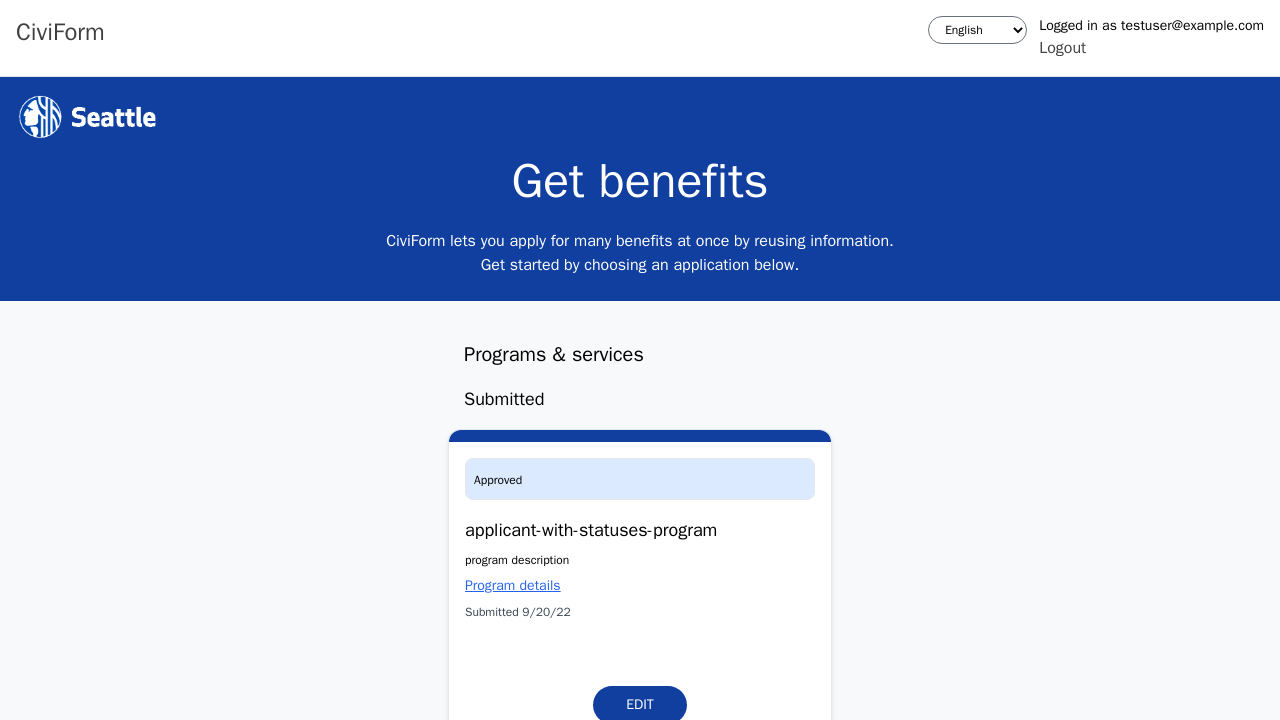 CiviForm
English
Logged in as testuser@example.com
Logout
Seattle
Get benefits
CiviForm lets you apply for many benefits at once by reusing information.
Get started by choosing an application below.
Programs & services
Submitted
Approved
applicant-with-statuses-program
program description
Program details
Submitted 9/20/22
EDIT